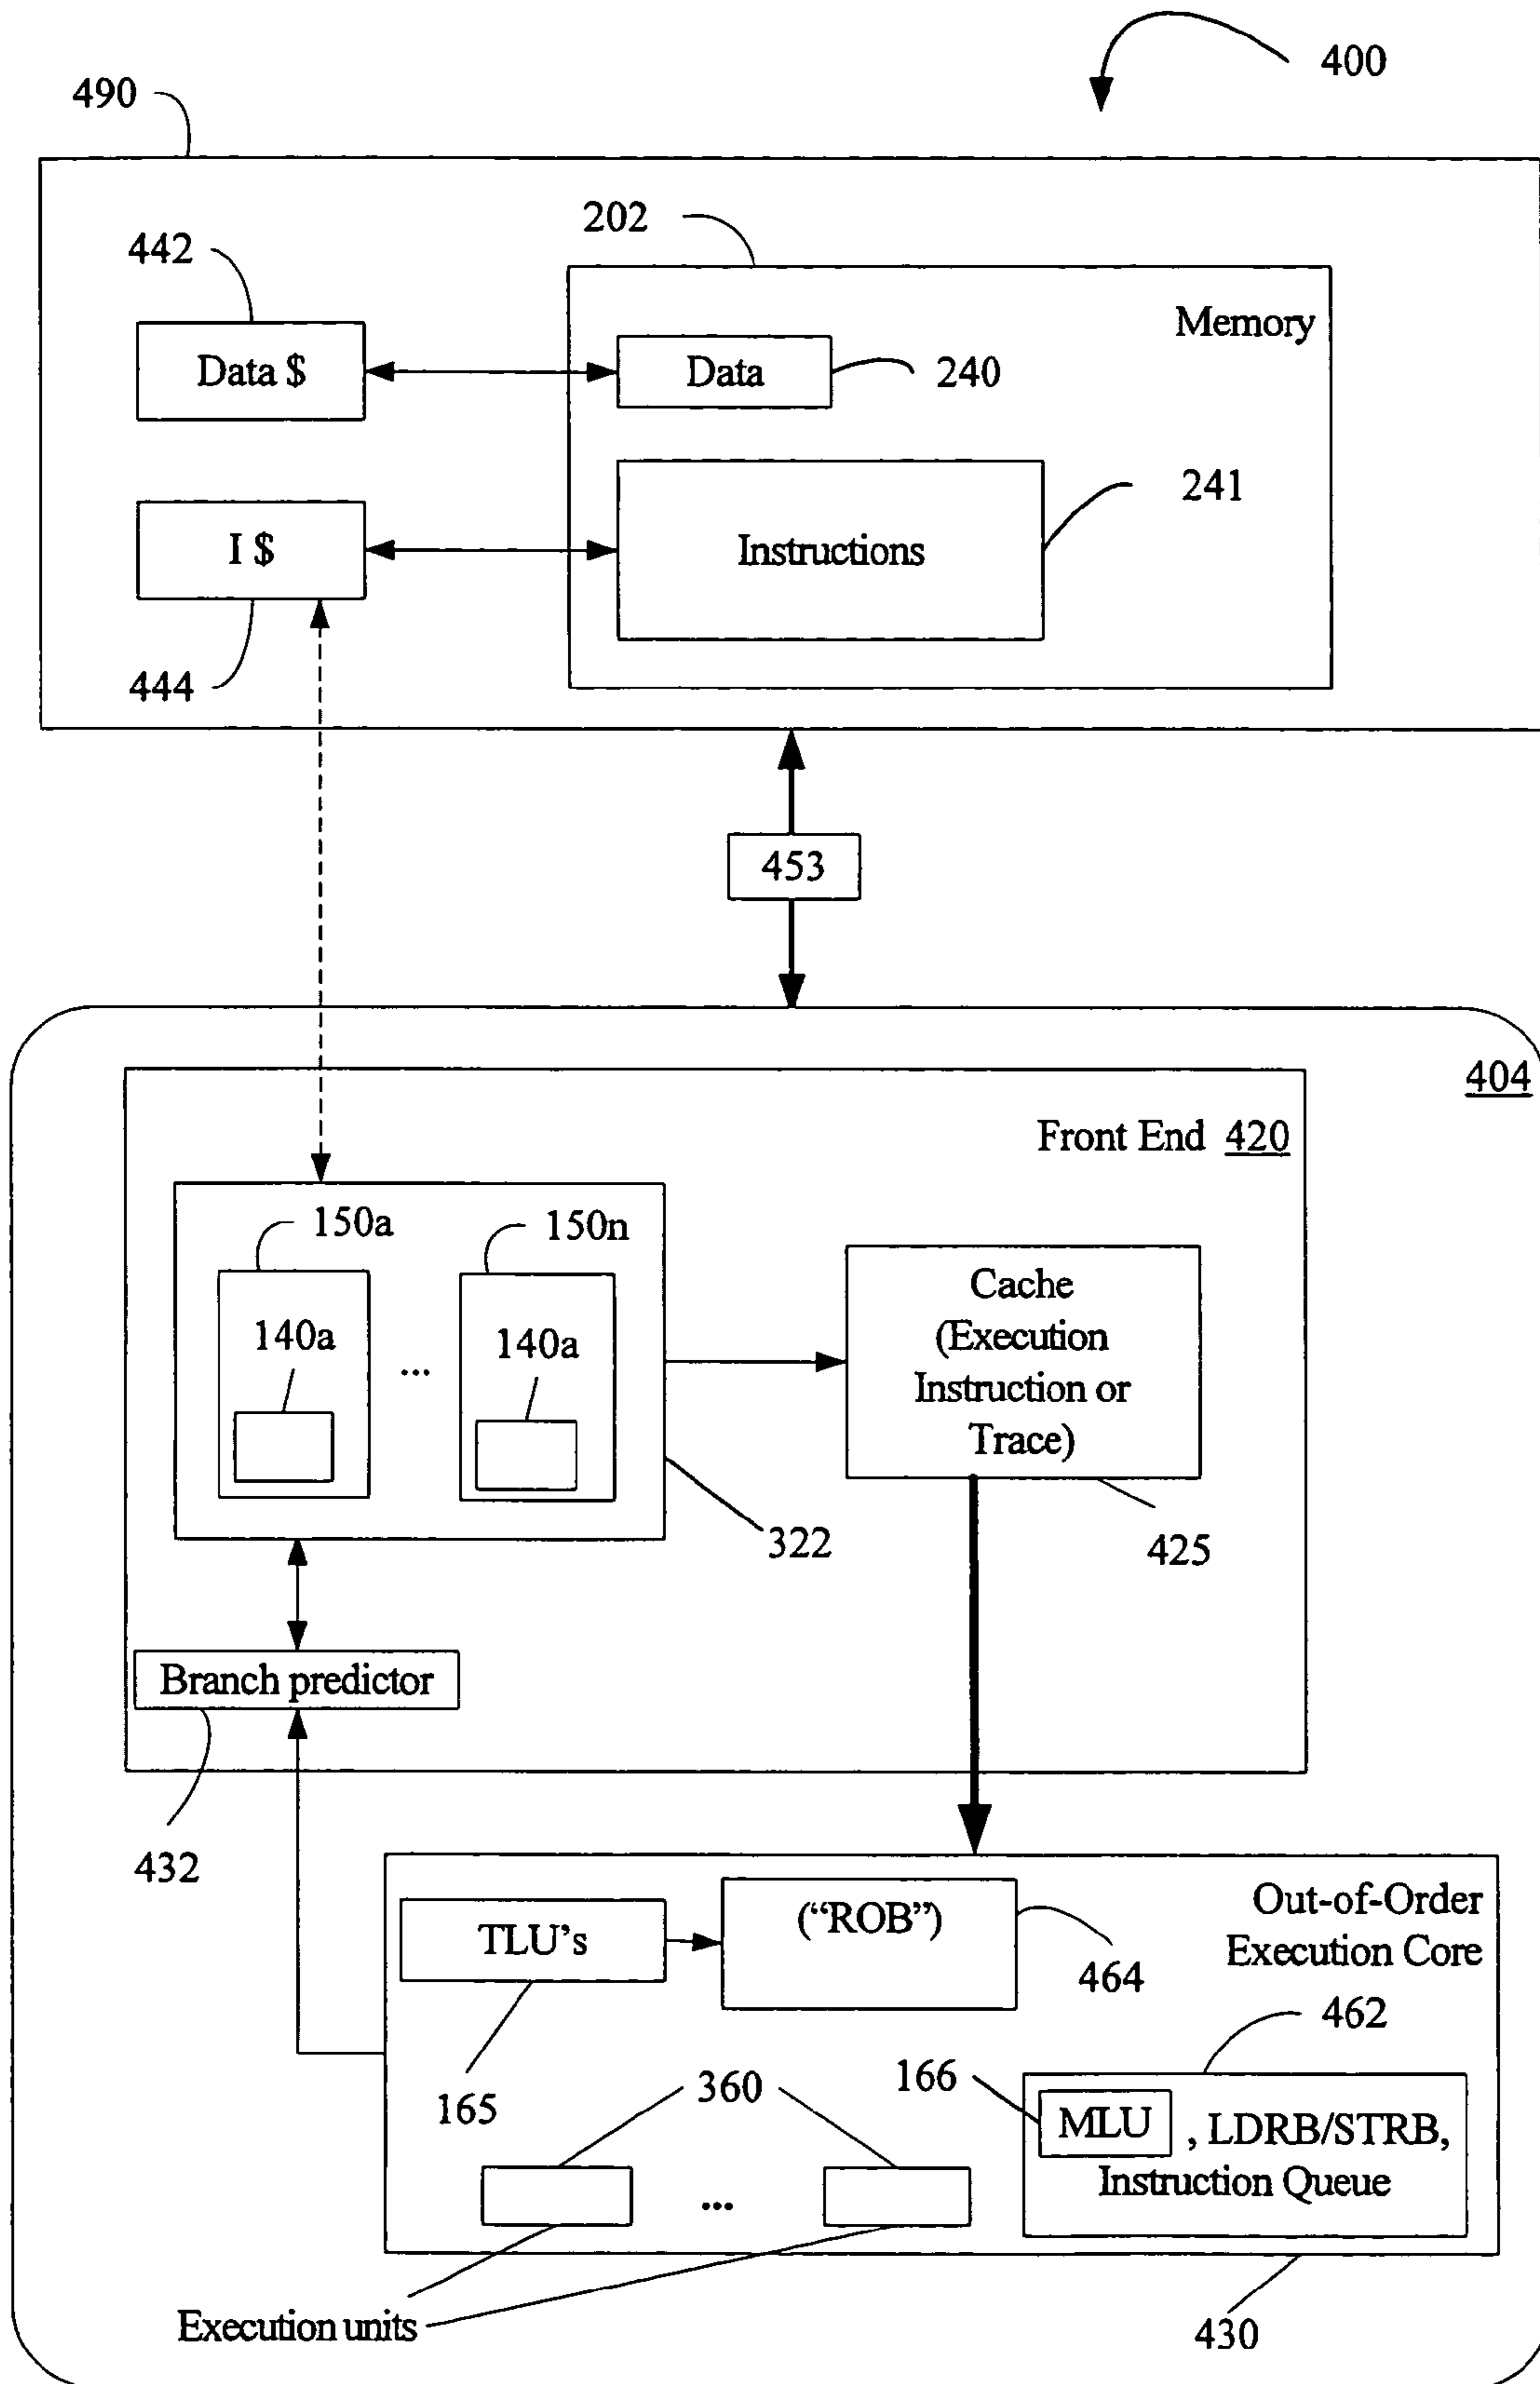 400
490
202
442
Memory
Data $
Data
240
241
I $
Instructions
444
453
404
Front End 420
150a
150n
140a
...
140a
Cache
(Execution
Instruction or
Trace)
322
425
Branch predictor
432
Out-of-Order
Execution Core
TLU's
(“ROB”)
464
462
165
360
166
MLU
, LDRB/STRB,
Instruction Queue
...
Execution units
430